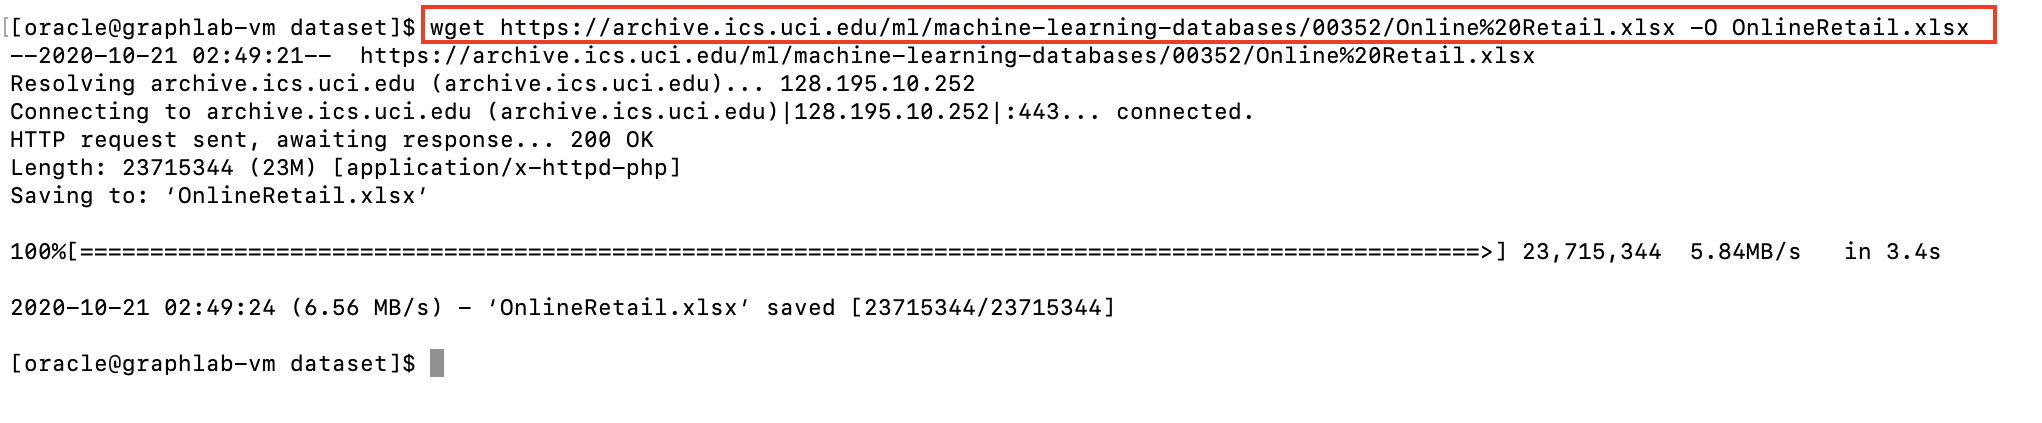 [[oracle@graphlab-vm dataset]$ wget https://archive.ics.uci.edu/ml/machine-learning-databases/00352/Online%20Retail.xlsx -O OnlineRetail.xlsx
--2020-10-21 02:49:21--  https://archive.ics.uci.edu/ml/machine-learning-databases/00352/Online%20Retail.xlsx
Resolving archive.ics.uci.edu (archive.ics.uci.edu)... 128.195.10.252
Connecting to archive.ics.uci.edu (archive.ics.uci.edu)|128.195.10.252|:443... connected.
HTTP request sent, awaiting response... 200 OK
Length: 23715344 (23M) [application/x-httpd-php]
Saving to: ‘OnlineRetail.xlsx’
100%[====================================================================================================>] 23,715,344  5.84MB/s   in 3.4s
2020-10-21 02:49:24 (6.56 MB/s) - ‘OnlineRetail.xlsx’ saved [23715344/23715344]
[oracle@graphlab-vm dataset]$